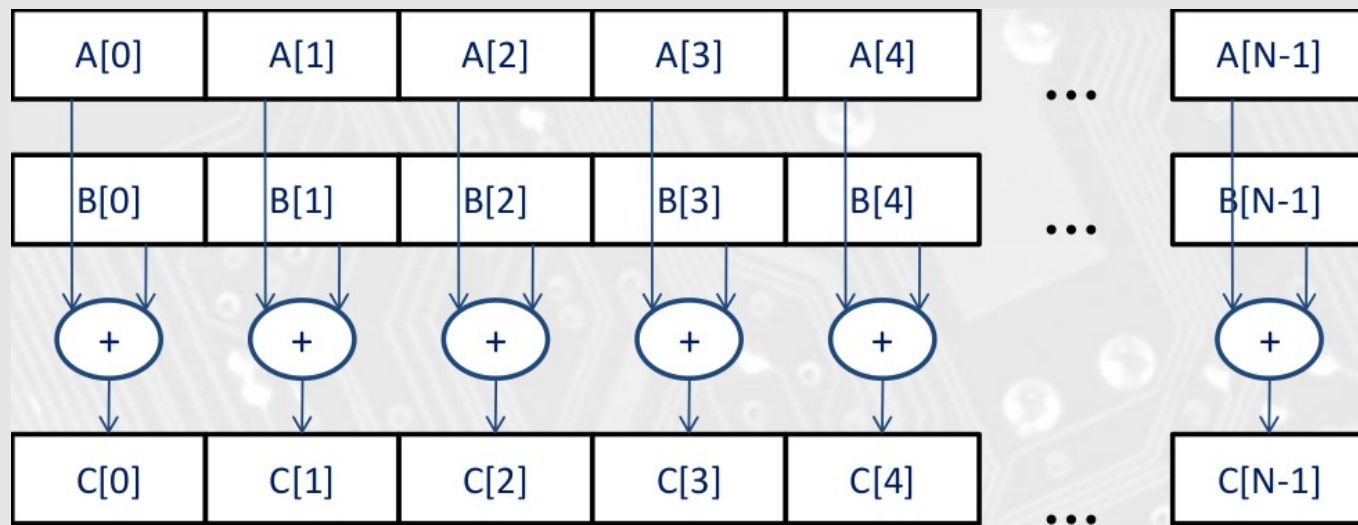 A[0] A[1] A[2] A[3] A[4] ... A[N-1]
B[0] B[1] B[2] B[3] B[4] ... B[N-1]
+ + + + + +
C[0] C[1] C[2] C[3] C[4] ... C[N-1]